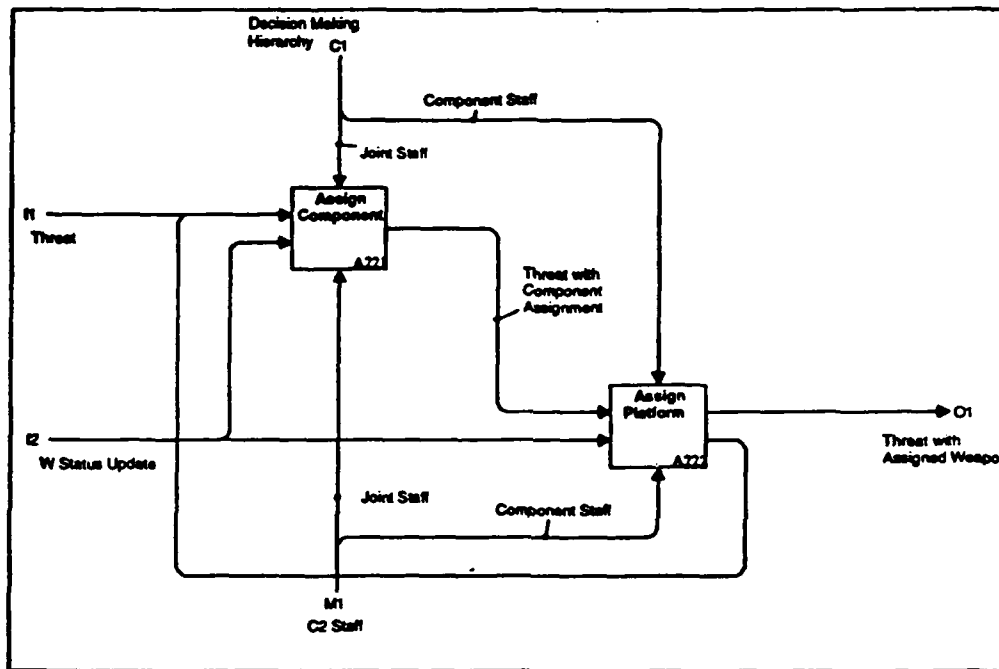 Decision Making
Hierarchy C1
Component Staff
Joint Staff
Assign
Component
A221
I1
Threat
Threat with
Component
Assignment
Assign
Platform
A222
O1
Threat with
Assigned Weapo
I2
W Status Update
Joint Staff
Component Staff
M1
C2 Staff